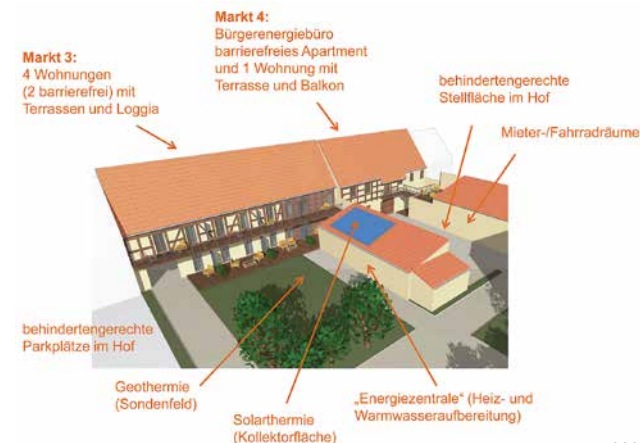 Markt 4:
Bürgerenergiebüro
barrierefreies Apartment
und 1 Wohnung mit
Terrasse und Balkon
Markt 3:
4 Wohnungen
(2 barrierefrei) mit
Terrassen und Loggia
behindertengerechte
Stellfläche im Hof
Mieter-/Fahrradräume
behindertengerechte
Parkplätze im Hof
Geothermie
(Sondenfeld)
Solarthermie
(Kollektorfläche)
„Energiezentrale“ (Heiz- und
Warmwasseraufbereitung)